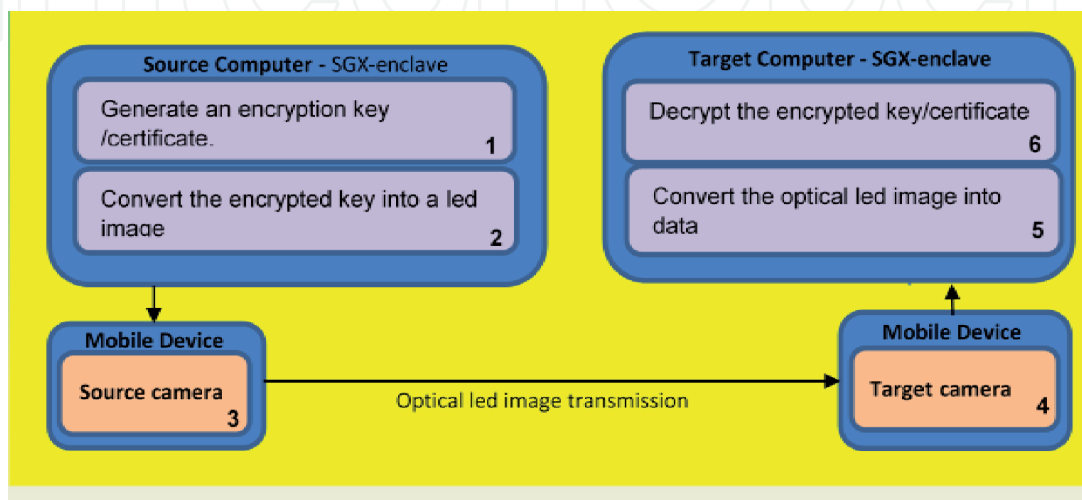 Source Computer - SGX-enclave
Generate an encryption key
/certificate.
1
Convert the encrypted key into a led
image
2
Target Computer - SGX-enclave
Decrypt the encrypted key/certificate
6
Convert the optical led image into
data
5
Mobile Device
Source camera
3
Optical led image transmission
Mobile Device
Target camera
4